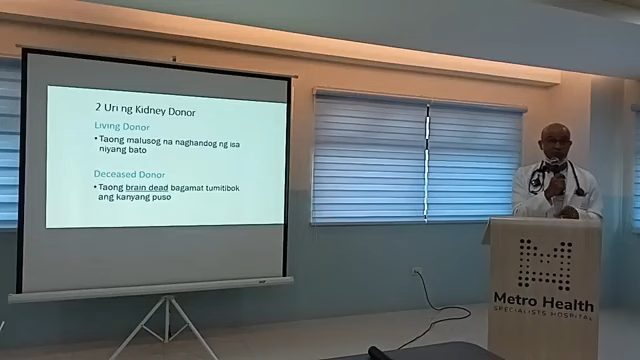 2 Uri ng Kidney Donor
Living Donor
• Taong malusog na naghandog ng isa
niyang bato
Deceased Donor
• Taong brain dead bagamat tumitibok
ang kanyang puso
Metro Health
SPECIALISTS HOSPITAL